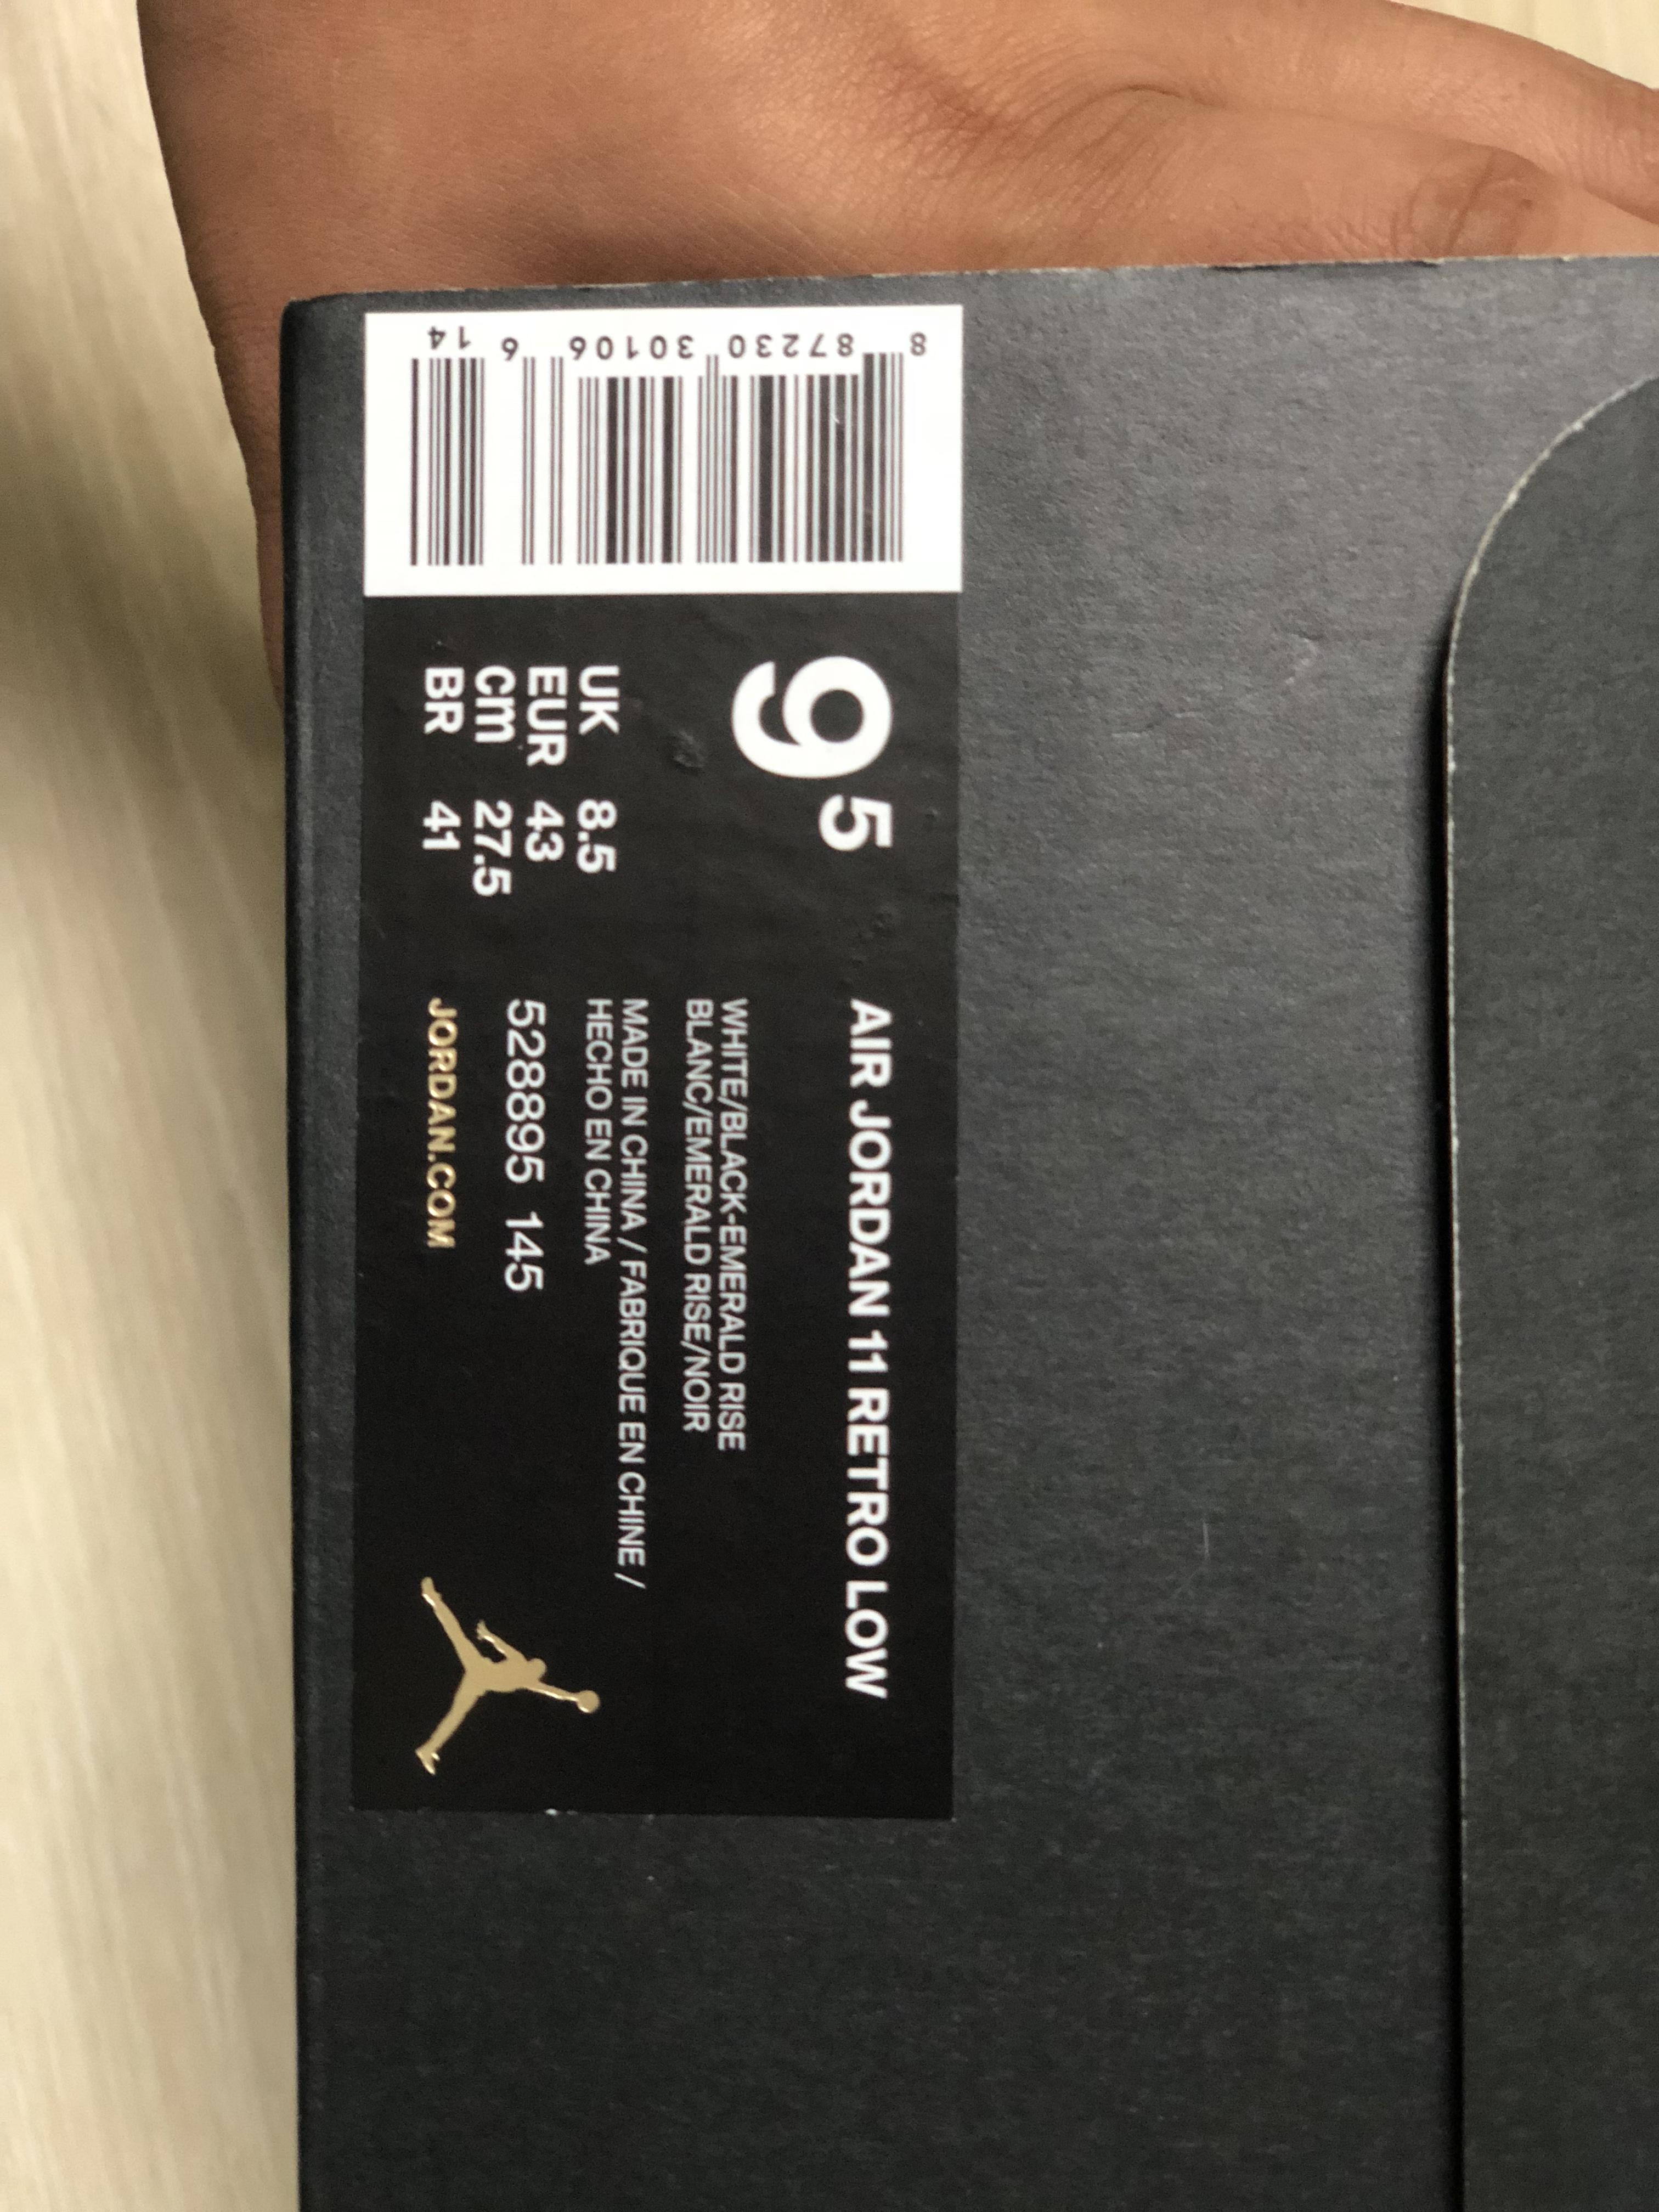 8 87230 30106 6 14
9 5
UK 8.5
EUR 43
cm 27.5
BR 41
AIR JORDAN 11 RETRO LOW
WHITE/BLACK-EMERALD RISE
BLANC/EMERALD RISE/NOIR
MADE IN CHINA / FABRIQUE EN CHINE /
HECHO EN CHINA
528895 145
JORDAN.COM